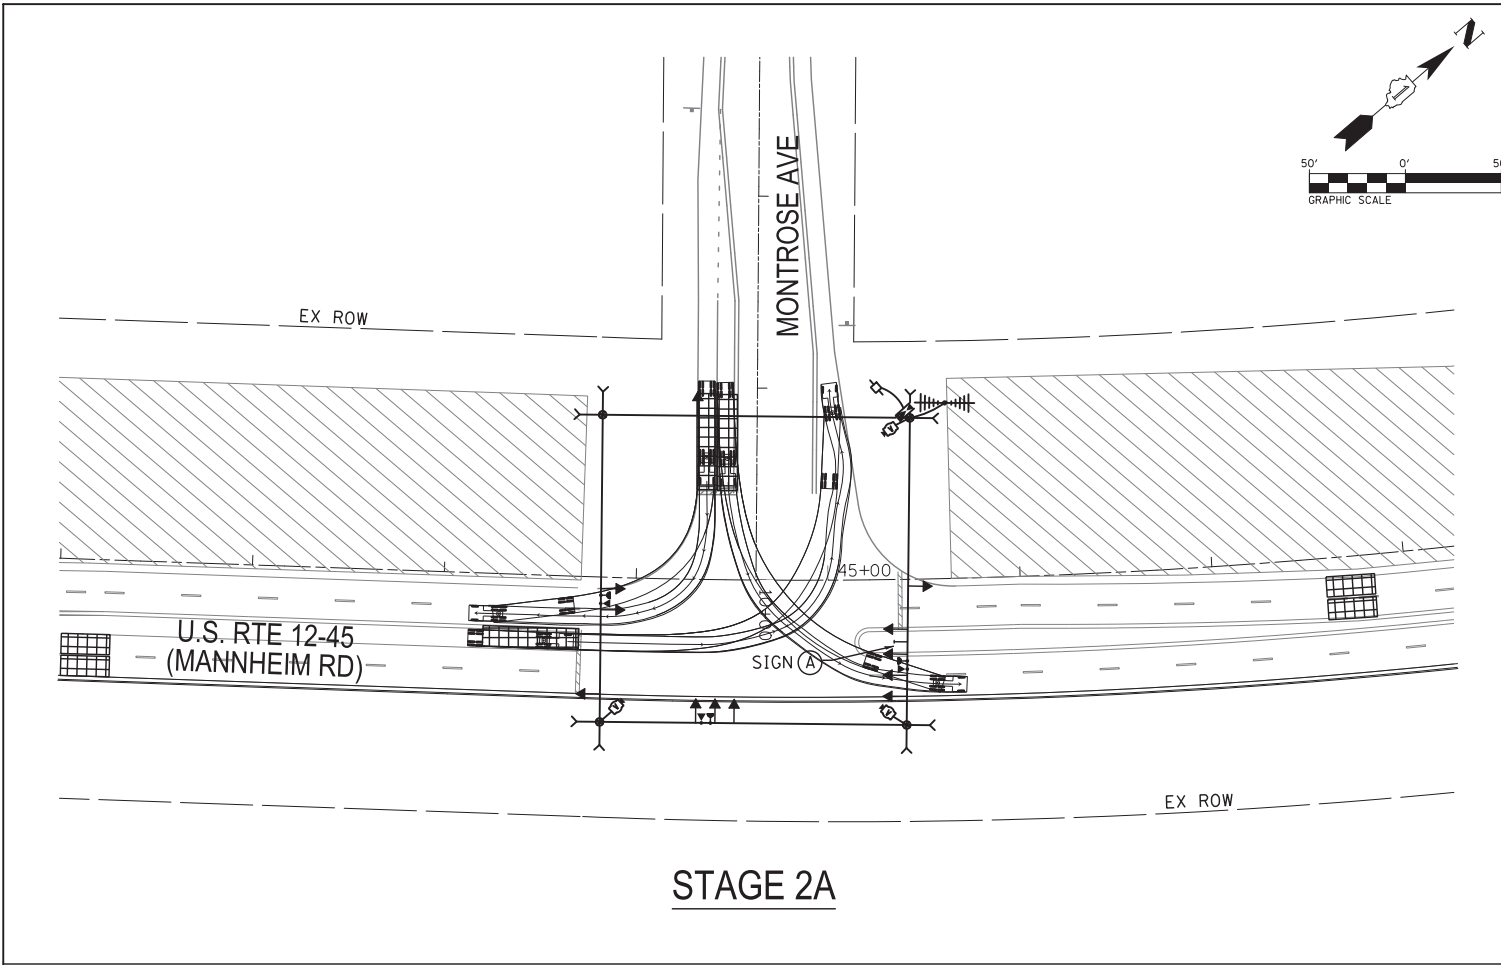 N
50'
0'
50
GRAPHIC SCALE
MONTROSE AVE
EX ROW
45+00
U.S. RTE 12-45
(MANNHEIM RD)
SIGN A
EX ROW
STAGE 2A